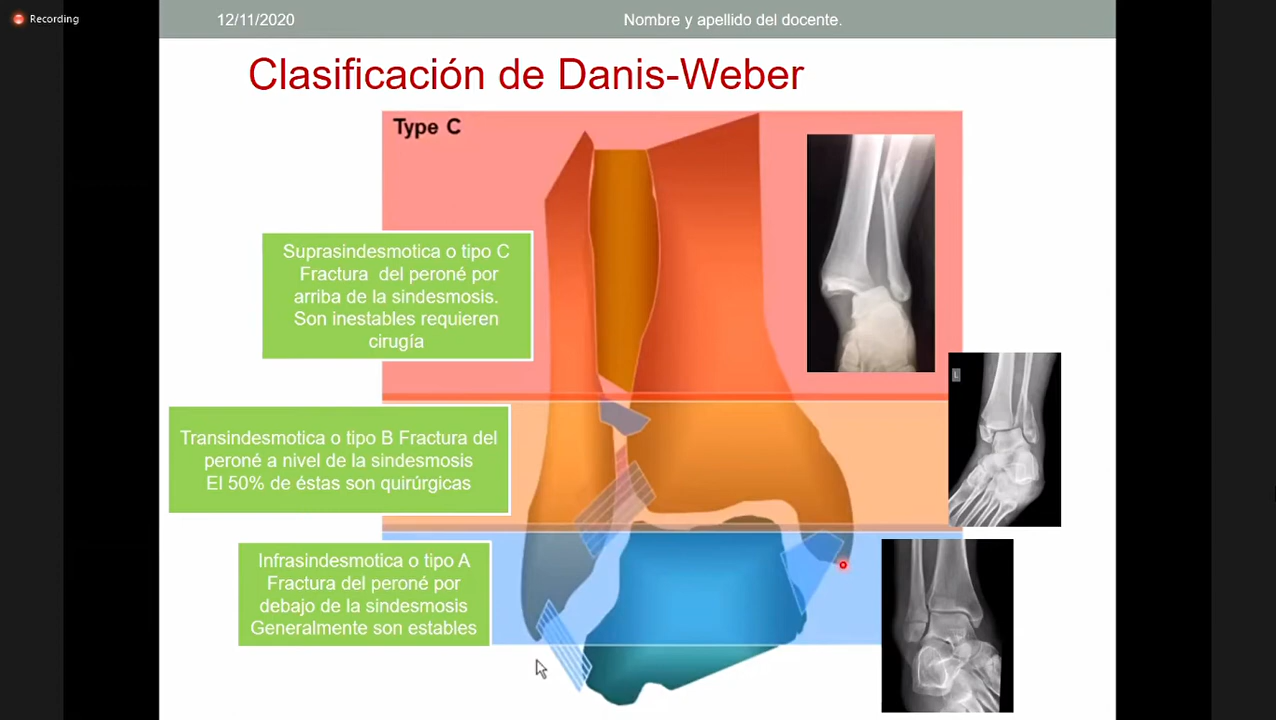 Recording
12/11/2020
Nombre y apellido del docente.
Clasificación de Danis-Weber
Type C
Suprasindesmotica o tipo C
Fractura del peroné por
arriba de la sindesmosis.
Son inestables requieren
cirugía
L
Transindesmotica o tipo B Fractura del
peroné a nivel de la sindesmosis
El 50% de éstas son quirúrgicas
Infrasindesmotica o tipo A
Fractura del peroné por
debajo de la sindesmosis
Generalmente son estables